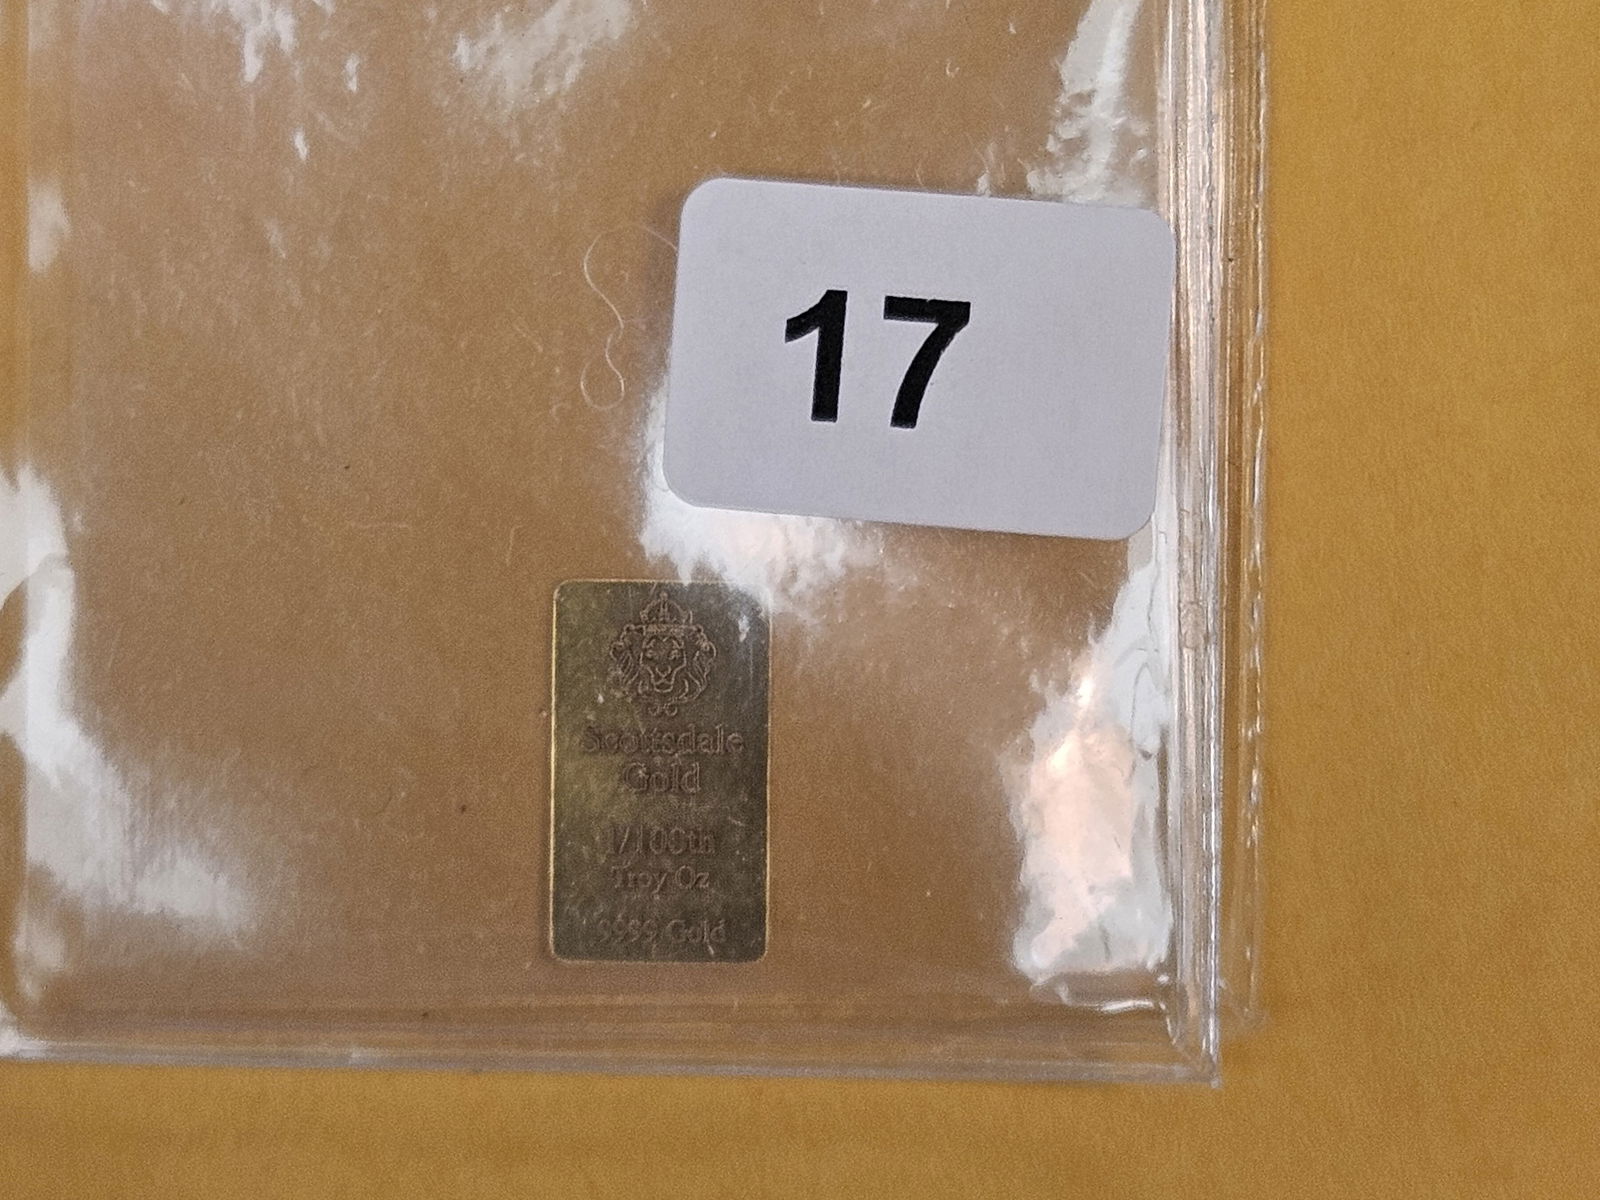 17
Scottsdale
Gold
1/100th
Troy Oz
9999 Gold